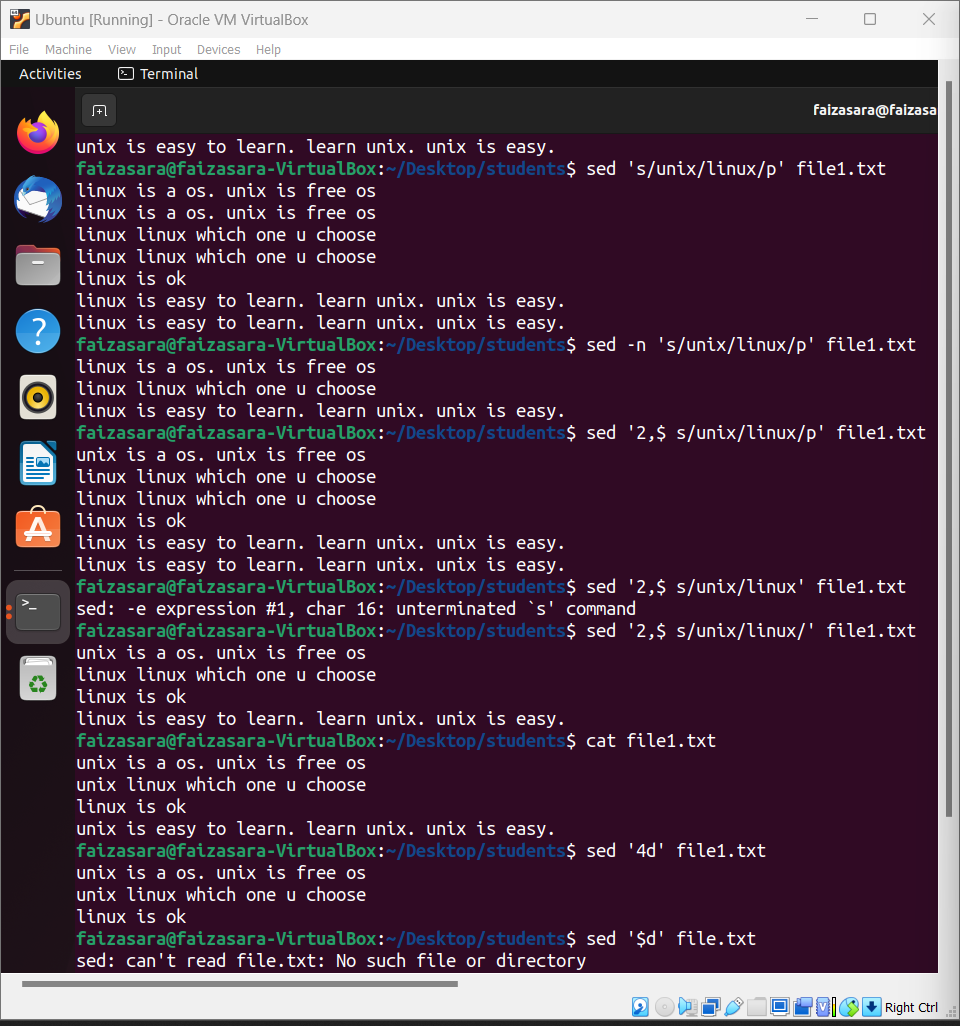 Ubuntu [Running] - Oracle VM VirtualBox
File Machine View Input Devices Help
Activities Terminal
faizasara@faizasa
unix is easy to learn. learn unix. unix is easy.
faizasara@faizasara-VirtualBox:~/Desktop/students$ sed 's/unix/linux/p' file1.txt
linux is a os. unix is free os
linux is a os. unix is free os
linux linux which one u choose
linux linux which one u choose
linux is ok
linux is easy to learn. learn unix. unix is easy.
linux is easy to learn. learn unix. unix is easy.
faizasara@faizasara-VirtualBox:~/Desktop/students$ sed -n 's/unix/linux/p' file1.txt
linux is a os. unix is free os
linux linux which one u choose
linux is easy to learn. learn unix. unix is easy.
faizasara@faizasara-VirtualBox:~/Desktop/students$ sed '2,$ s/unix/linux/p' file1.txt
unix is a os. unix is free os
linux linux which one u choose
linux linux which one u choose
linux is ok
linux is easy to learn. learn unix. unix is easy.
linux is easy to learn. learn unix. unix is easy.
faizasara@faizasara-VirtualBox:~/Desktop/students$ sed '2,$ s/unix/linux' file1.txt
sed: -e expression #1, char 16: unterminated `s' command
faizasara@faizasara-VirtualBox:~/Desktop/students$ sed '2,$ s/unix/linux/' file1.txt
unix is a os. unix is free os
linux linux which one u choose
linux is ok
linux is easy to learn. learn unix. unix is easy.
faizasara@faizasara-VirtualBox:~/Desktop/students$ cat file1.txt
unix is a os. unix is free os
unix linux which one u choose
linux is ok
unix is easy to learn. learn unix. unix is easy.
faizasara@faizasara-VirtualBox:~/Desktop/students$ sed '4d' file1.txt
unix is a os. unix is free os
unix linux which one u choose
linux is ok
faizasara@faizasara-VirtualBox:~/Desktop/students$ sed '$d' file.txt
sed: can't read file.txt: No such file or directory
Right Ctrl